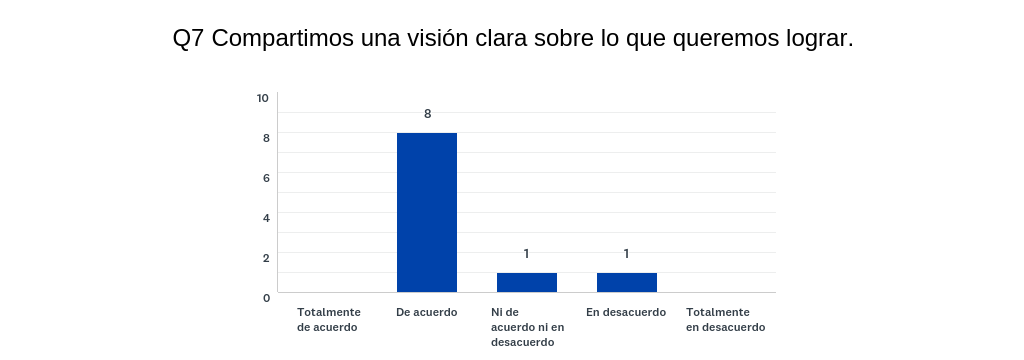 Q7 Compartimos una visión clara sobre lo que queremos lograr.
10
8
6
4
2
0
8
1
1
Totalmente
de acuerdo
De acuerdo
Ni de
acuerdo ni en
desacuerdo
En desacuerdo
Totalmente
en desacuerdo